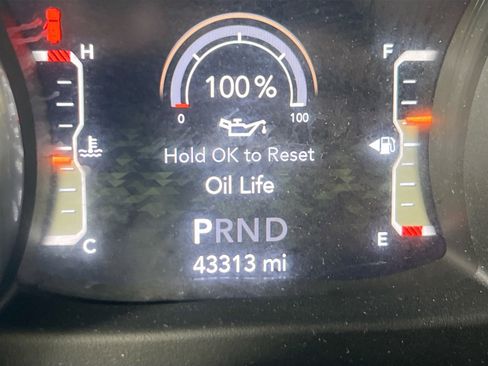 H
F
100%
0
100
Hold OK to Reset
Oil Life
C
E
PRND
43313 mi